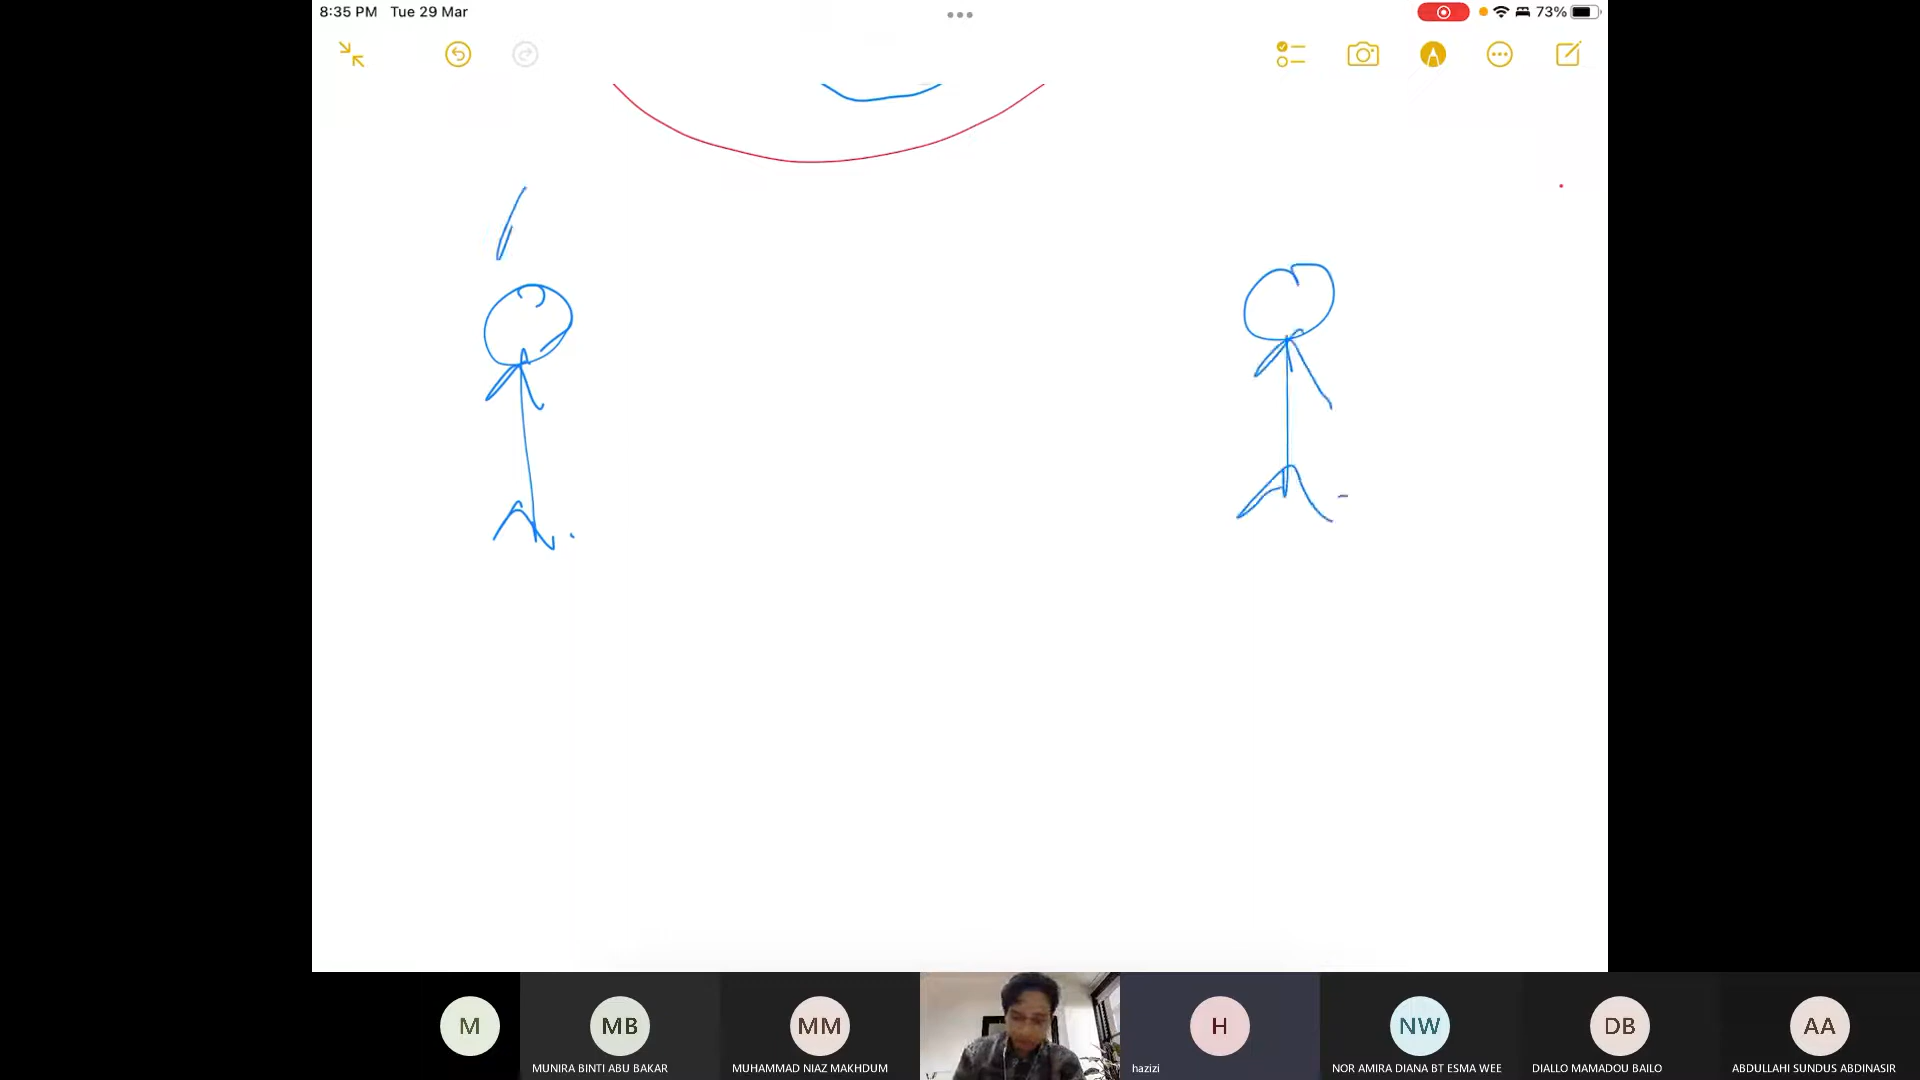 8:35 PM Tue 29 Mar
73%
M
MB
MM
H
NW
DB
AA
MUNIRA BINTI ABU BAKAR
MUHAMMAD NIAZ MAKHDUM
hazizi
NOR AMIRA DIANA BT ESMA WEE
DIALLO MAMADOU BAILO
ABDULLAHI SUNDUS ABDINASIR